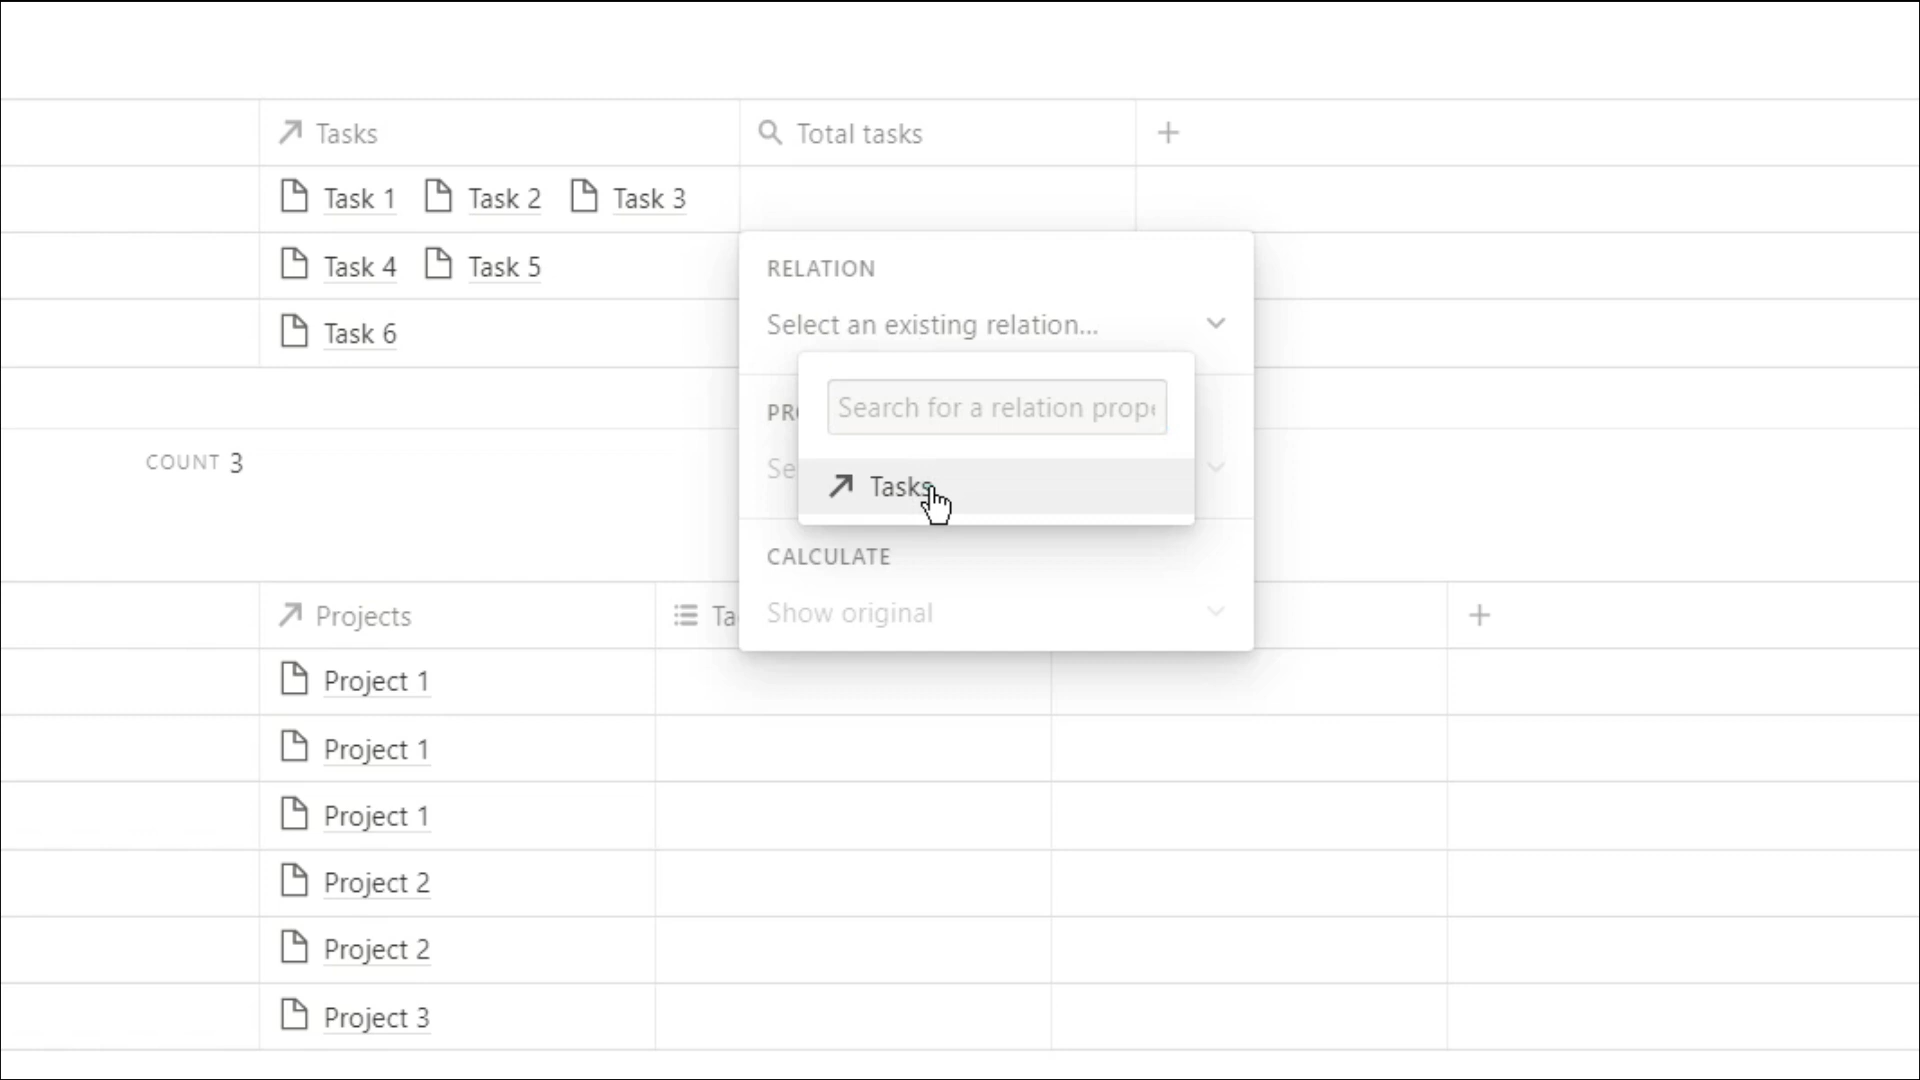 Tasks
Total tasks
Task 1
Task 2
Task 3
Task 4
Task 5
Task 6
COUNT 3
RELATION
Select an existing relation...
Search for a relation prope
Tasks
CALCULATE
Show original
Projects
Project 1
Project 1
Project 1
Project 2
Project 2
Project 3